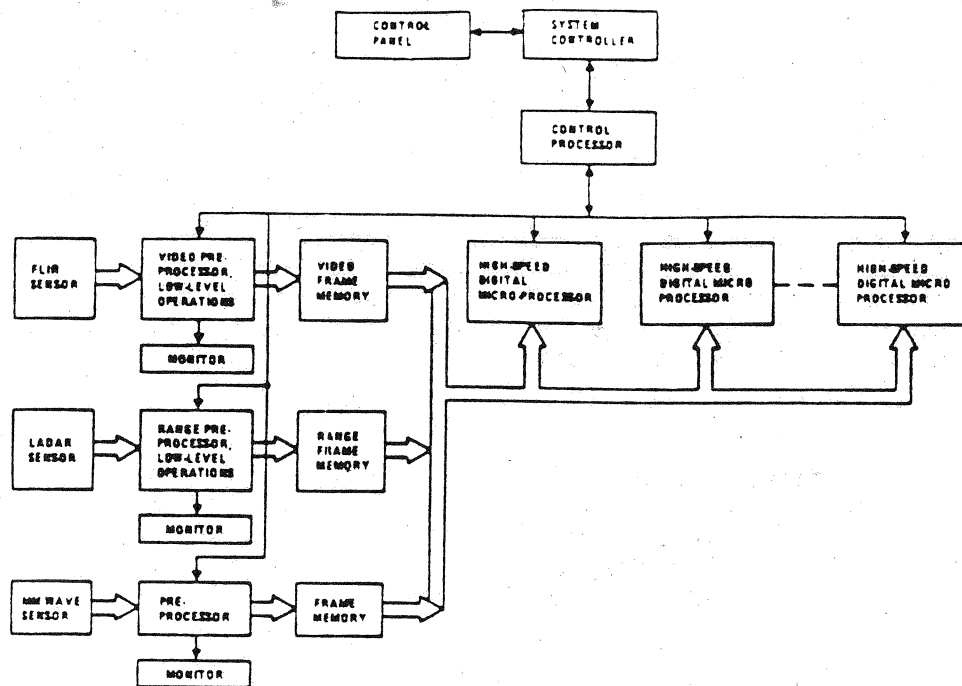 CONTROL
PANEL
SYSTEM
CONTROLLER
CONTROL
PROCESSOR
FLIR
SENSOR
VIDEO PRE-
PROCESSOR,
LOW-LEVEL
OPERATIONS
VIDEO
FRAME
MEMORY
HIGH-SPEED
DIGITAL
MICRO-PROCESSOR
HIGH-SPEED
DIGITAL MICRO
PROCESSOR
HIGH-SPEED
DIGITAL MICRO
PROCESSOR
MONITOR
LADAR
SENSOR
RANGE PRE-
PROCESSOR,
LOW-LEVEL
OPERATIONS
RANGE
FRAME
MEMORY
MONITOR
MM WAVE
SENSOR
PRE-
PROCESSOR
FRAME
MEMORY
MONITOR